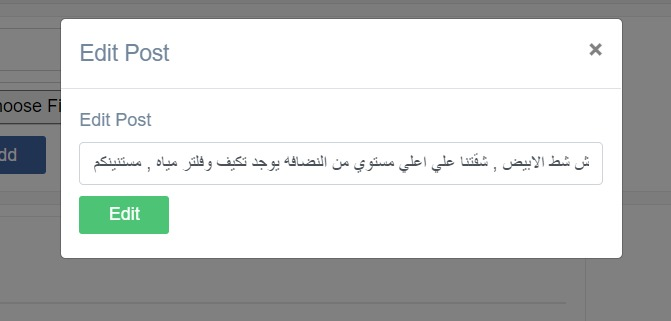 Edit Post
×
Edit Post
ش شط الابيض , شقتنا علي اعلي مستوي من النضافه يوجد تكيف وفلتر مياه , مستنينكم
Edit
hoose Fi
dd